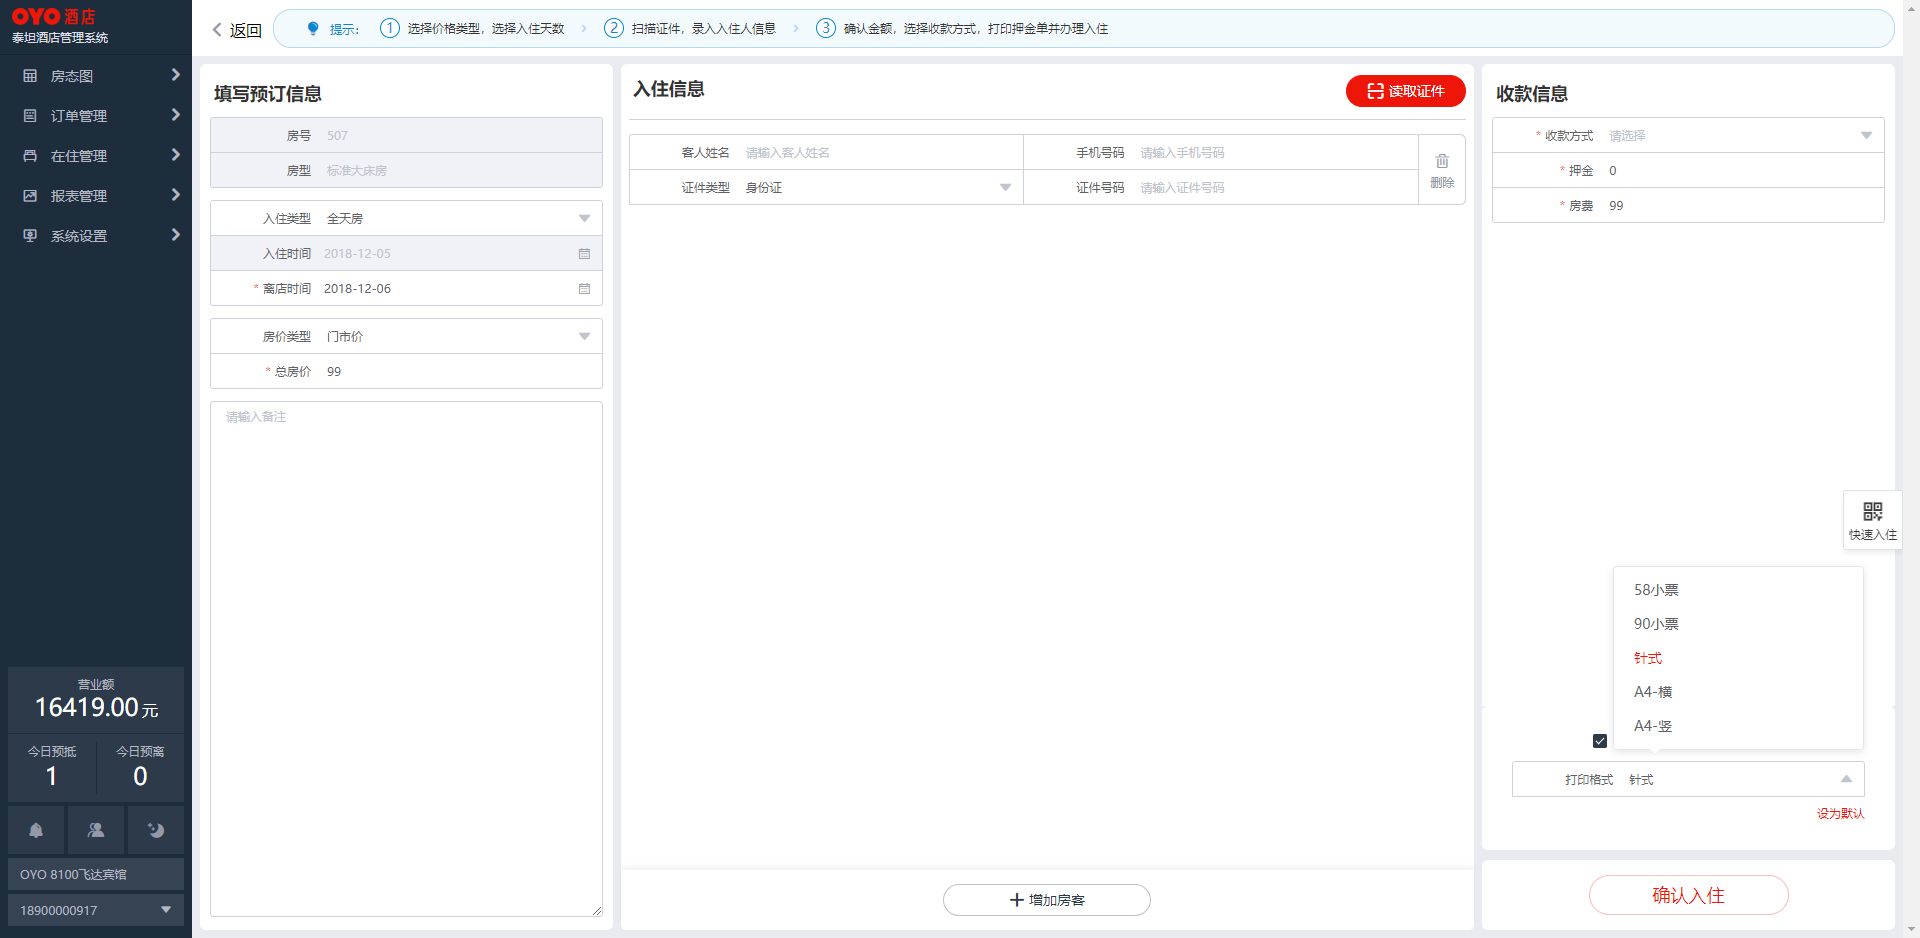 OYO 酒店
泰坦酒店管理系统
房态图
订单管理
在住管理
报表管理
系统设置
营业额
16419.00 元
今日预抵
1
今日预离
0
OYO 8100飞达宾馆
18900000917
返回
提示：
1 选择价格类型，选择入住天数
2 扫描证件，录入入住人信息
3 确认金额，选择收款方式，打印押金单并办理入住
填写预订信息
房号 507
房型 标准大床房
入住类型 全天房
入住时间 2018-12-05
* 离店时间 2018-12-06
房价类型 门市价
* 总房价 99
请输入备注
入住信息
读取证件
客人姓名 请输入客人姓名
手机号码 请输入手机号码
证件类型 身份证
证件号码 请输入证件号码
删除
增加房客
收款信息
* 收款方式 请选择
* 押金 0
* 房费 99
快速入住
58小票
90小票
针式
A4-横
A4-竖
打印格式 针式
设为默认
确认入住